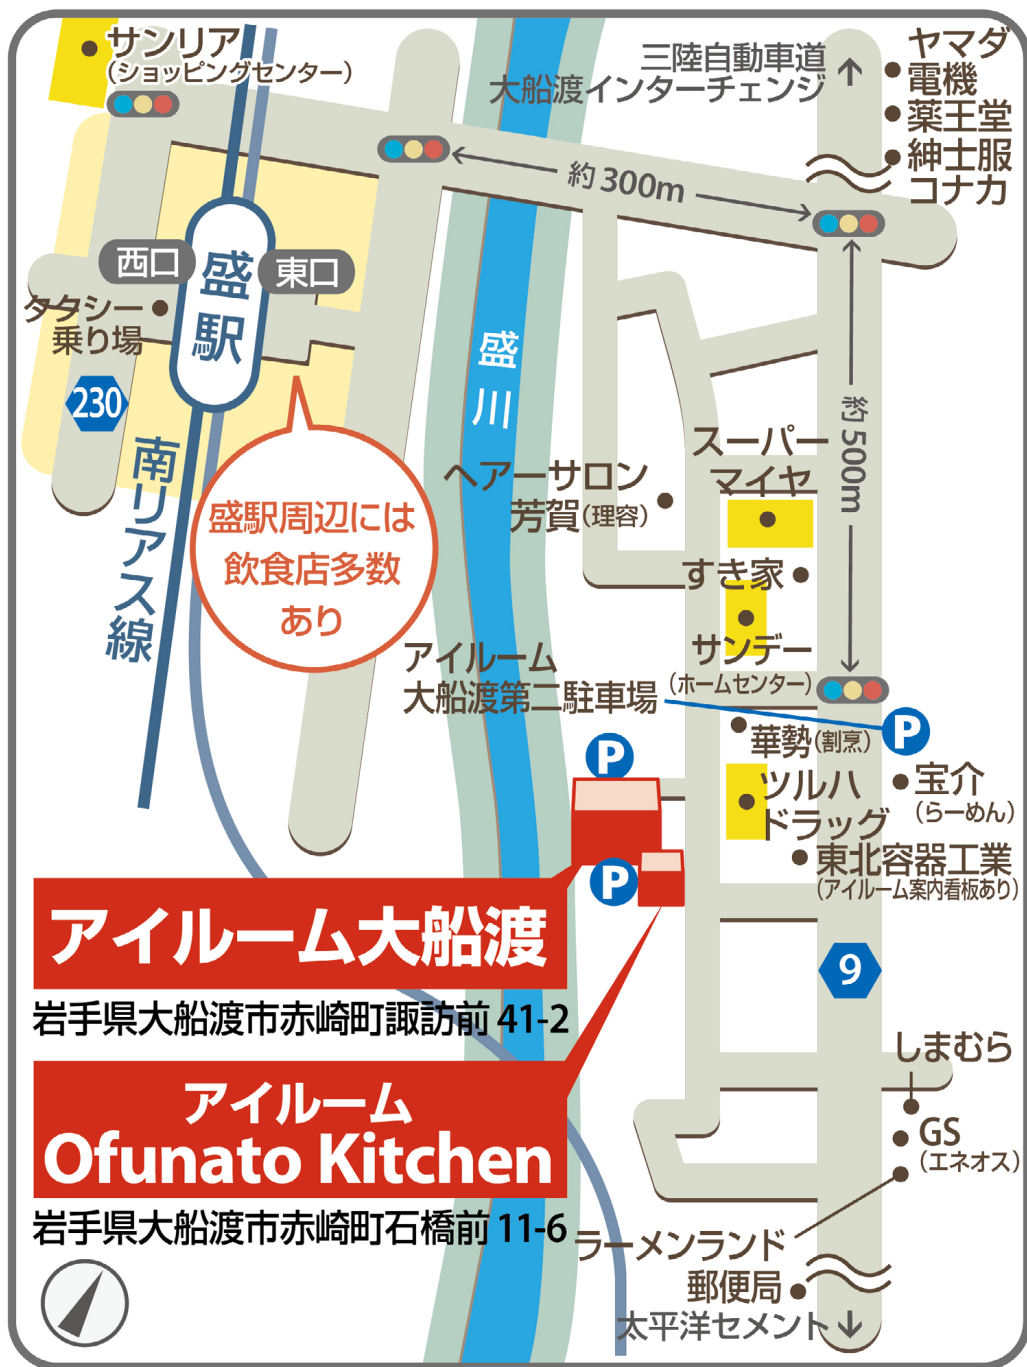 サンリア
(ショッピングセンター)
三陸自動車道
大船渡インターチェンジ
ヤマダ
電機
薬王堂
紳士服
コナカ
約300m
西口
盛駅
東口
タクシー
乗り場
230
南リアス線
盛川
約500m
スーパー
マイヤ
ヘアーサロン
芳賀(理容)
盛駅周辺には
飲食店多数
あり
すき家
サンデー
(ホームセンター)
アイルーム
大船渡第二駐車場
P
華勢(割烹)
P
ツルハ
ドラッグ
宝介
(らーめん)
東北容器工業
(アイルーム案内看板あり)
P
アイルーム大船渡
岩手県大船渡市赤崎町諏訪前 41-2
9
しまむら
アイルーム
Ofunato Kitchen
GS
(エネオス)
岩手県大船渡市赤崎町石橋前 11-6
ラーメンランド
郵便局
太平洋セメント